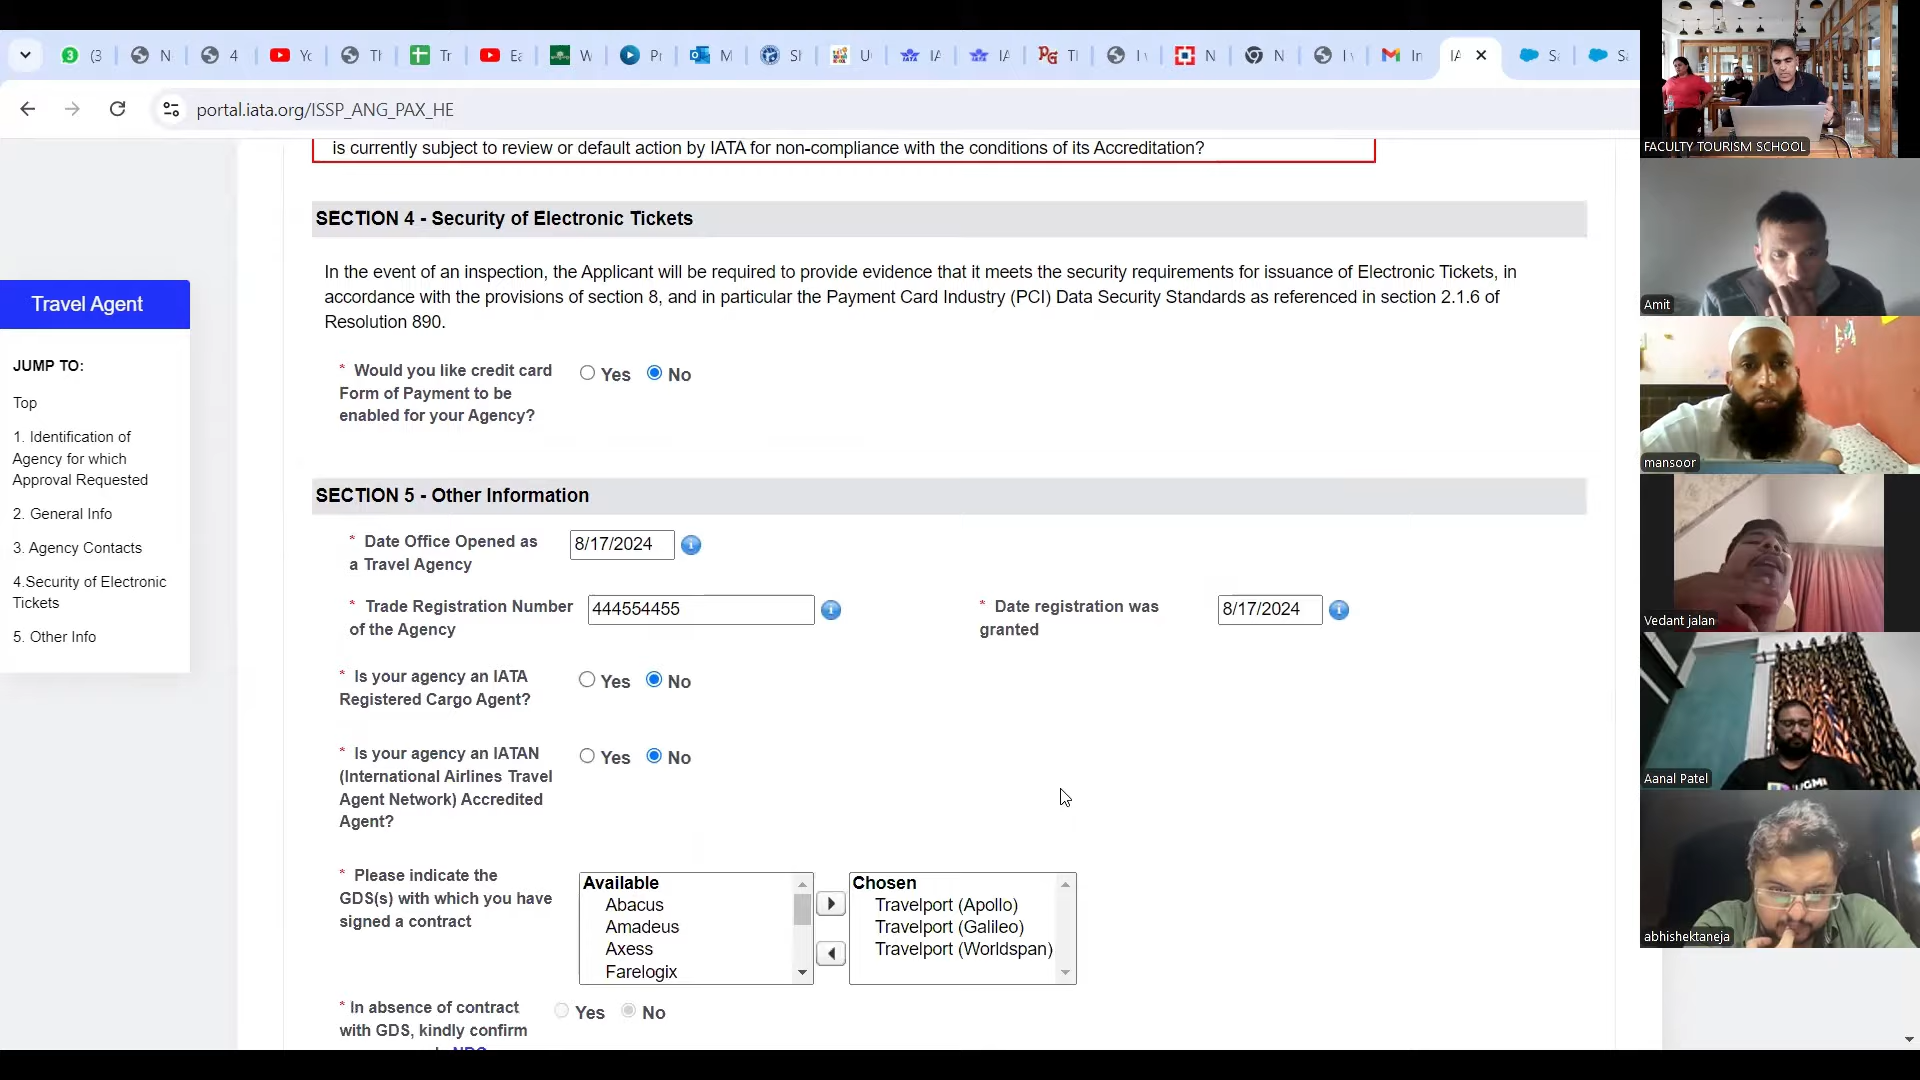 (3
N
4
Yo
Tr
Ea
W
Pr
M
SI
IA
IA
N
N
In
IA
portal.iata.org/ISSP_ANG_PAX_HE
is currently subject to review or default action by IATA for non-compliance with the conditions of its Accreditation?
SECTION 4 - Security of Electronic Tickets
In the event of an inspection, the Applicant will be required to provide evidence that it meets the security requirements for issuance of Electronic Tickets, in
accordance with the provisions of section 8, and in particular the Payment Card Industry (PCI) Data Security Standards as referenced in section 2.1.6 of
Resolution 890.
* Would you like credit card
Form of Payment to be
enabled for your Agency?
Yes No
SECTION 5 - Other Information
* Date Office Opened as
a Travel Agency
8/17/2024
* Trade Registration Number
of the Agency
444554455
* Date registration was
granted
8/17/2024
* Is your agency an IATA
Registered Cargo Agent?
Yes No
* Is your agency an IATAN
(International Airlines Travel
Agent Network) Accredited
Agent?
Yes No
* Please indicate the
GDS(s) with which you have
signed a contract
Available
Abacus
Amadeus
Axess
Farelogix
Chosen
Travelport (Apollo)
Travelport (Galileo)
Travelport (Worldspan)
* In absence of contract
with GDS, kindly confirm
Yes No
Travel Agent
JUMP TO:
Top
1. Identification of
Agency for which
Approval Requested
2. General Info
3. Agency Contacts
4.Security of Electronic
Tickets
5. Other Info
FACULTY TOURISM SCHOOL
Amit
mansoor
Vedant jalan
Aanal Patel
abhishektaneja